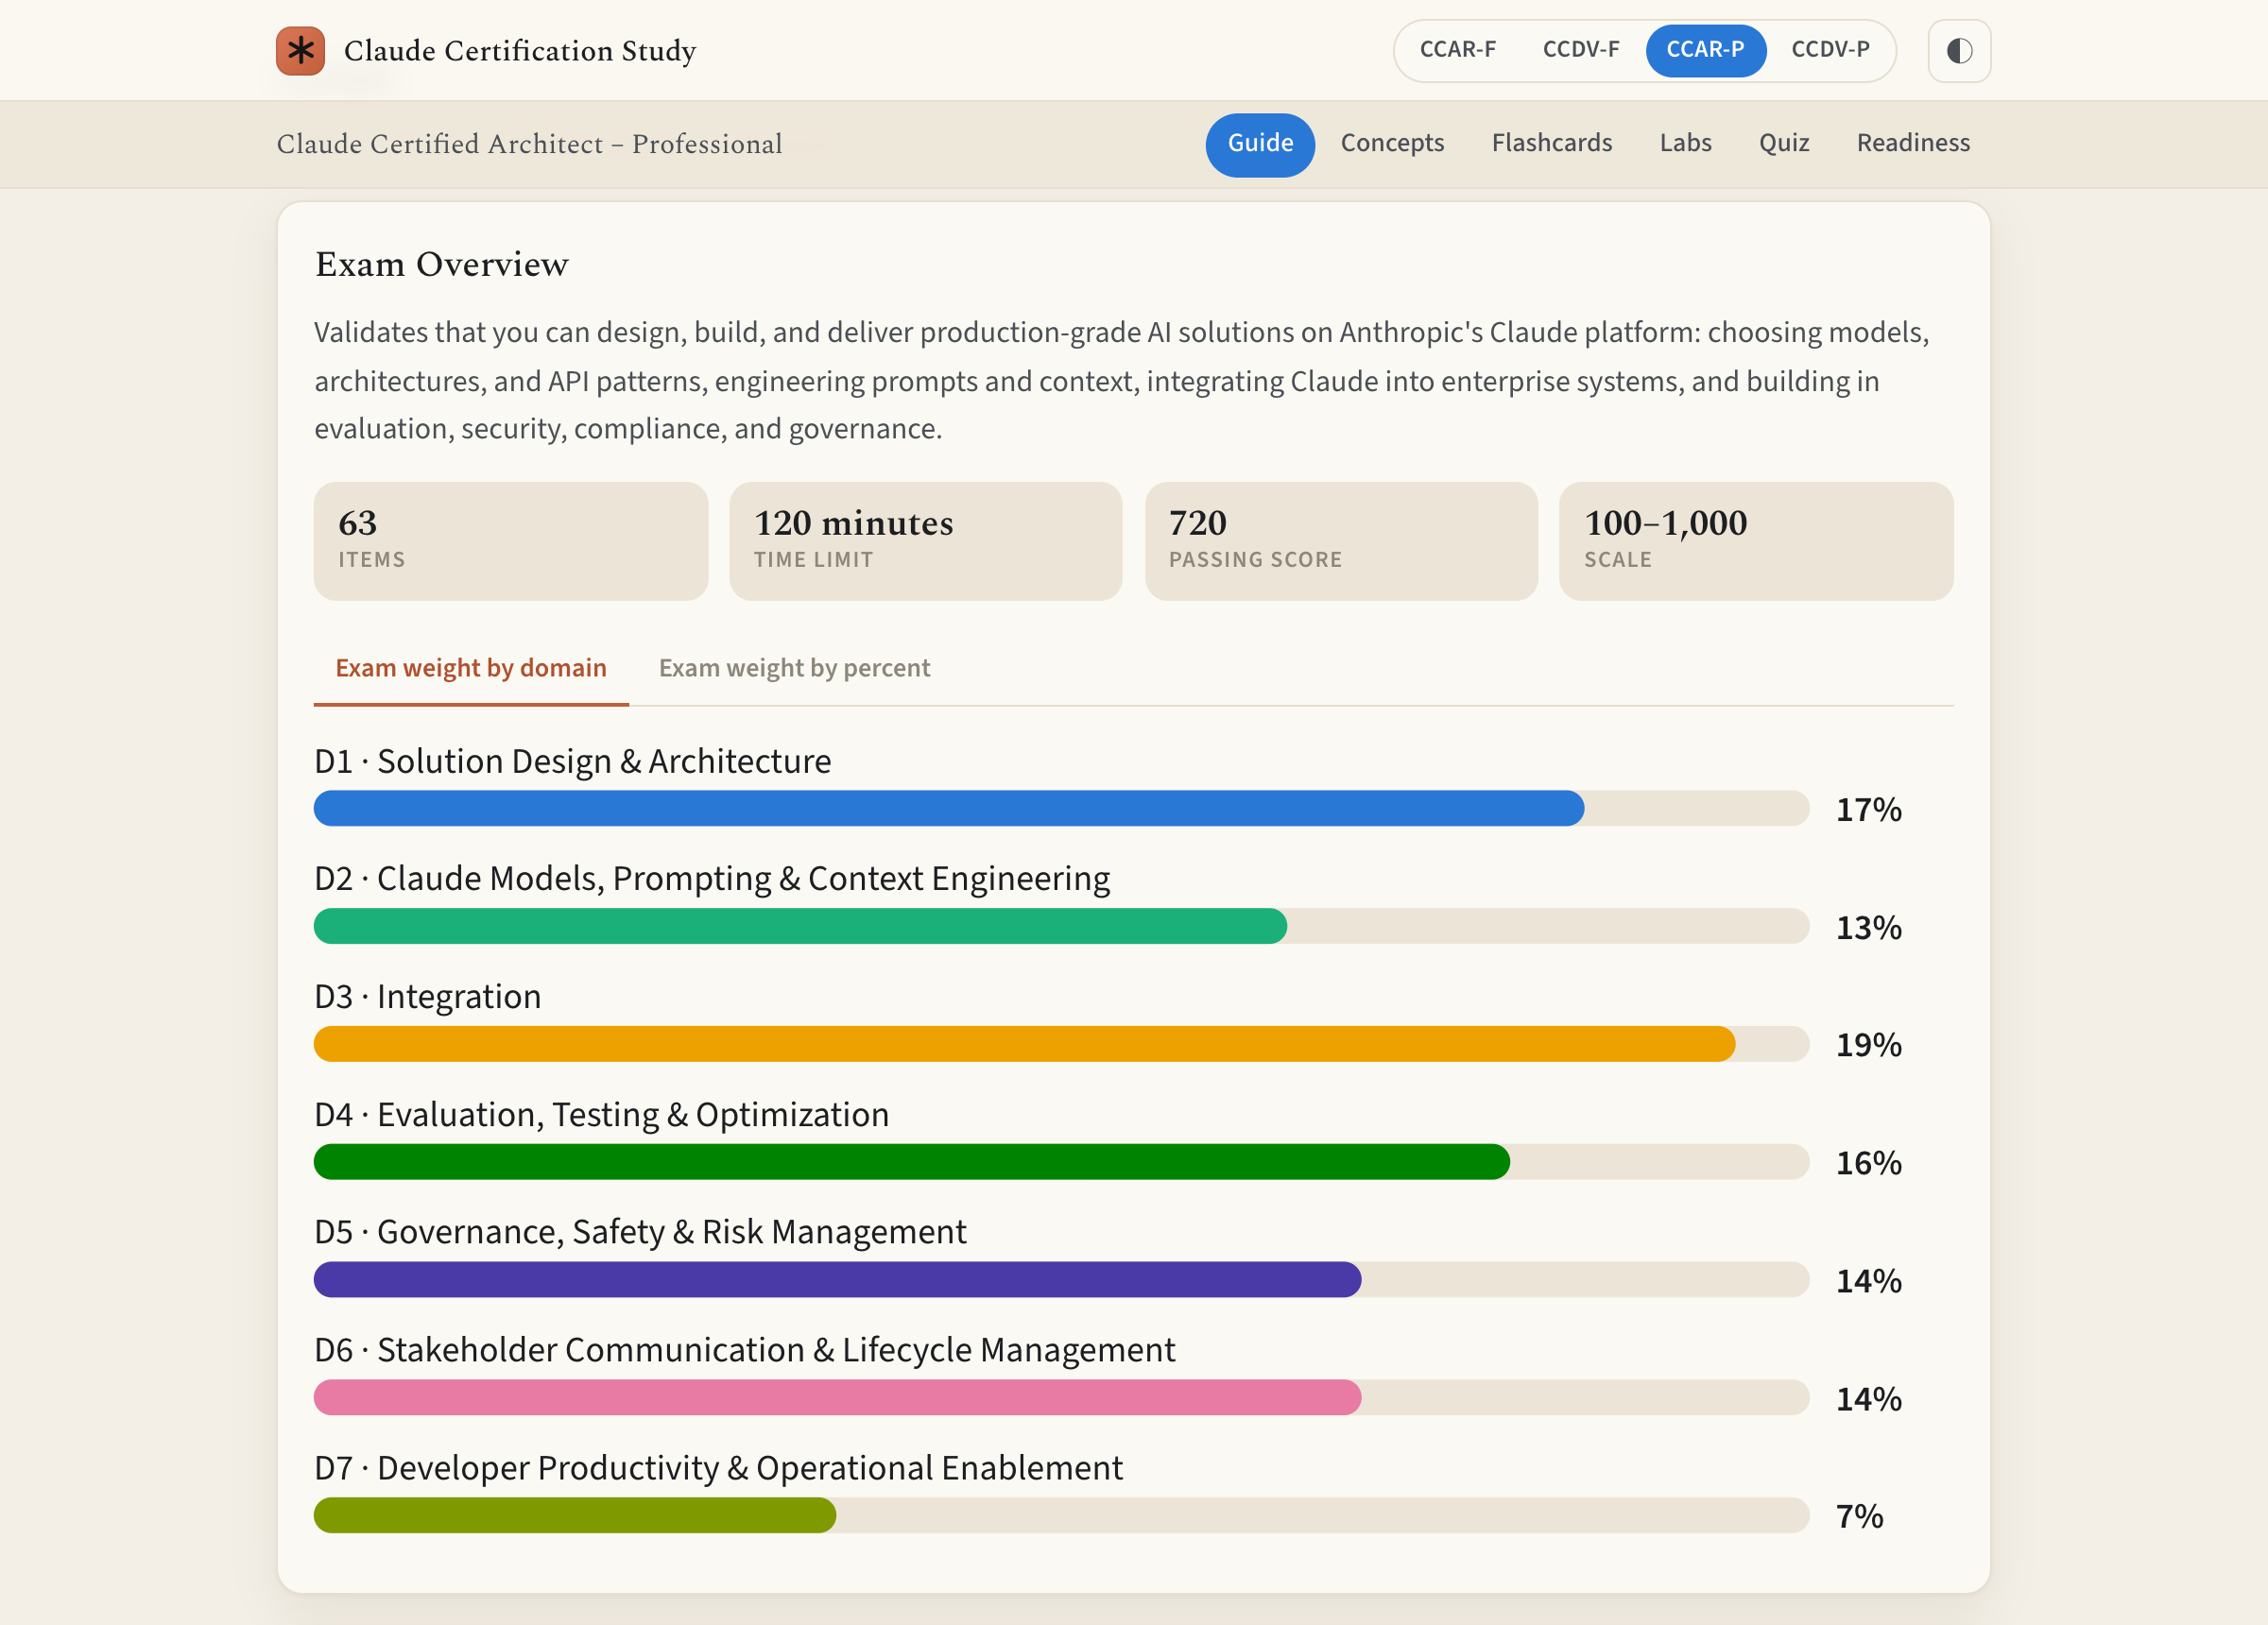 Claude Certification Study
CCAR-F CCDV-F CCAR-P CCDV-P
Claude Certified Architect – Professional
Guide Concepts Flashcards Labs Quiz Readiness
Exam Overview
Validates that you can design, build, and deliver production-grade AI solutions on Anthropic's Claude platform: choosing models,
architectures, and API patterns, engineering prompts and context, integrating Claude into enterprise systems, and building in
evaluation, security, compliance, and governance.
63
ITEMS
120 minutes
TIME LIMIT
720
PASSING SCORE
100–1,000
SCALE
Exam weight by domain Exam weight by percent
D1 · Solution Design & Architecture
17%
D2 · Claude Models, Prompting & Context Engineering
13%
D3 · Integration
19%
D4 · Evaluation, Testing & Optimization
16%
D5 · Governance, Safety & Risk Management
14%
D6 · Stakeholder Communication & Lifecycle Management
14%
D7 · Developer Productivity & Operational Enablement
7%